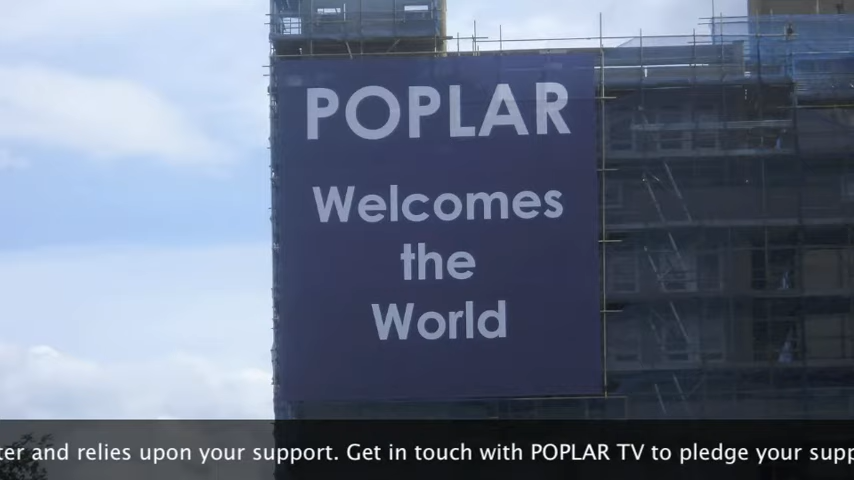 POPLAR
Welcomes
the
World
and relies upon your support. Get in touch with POPLAR TV to pledge your